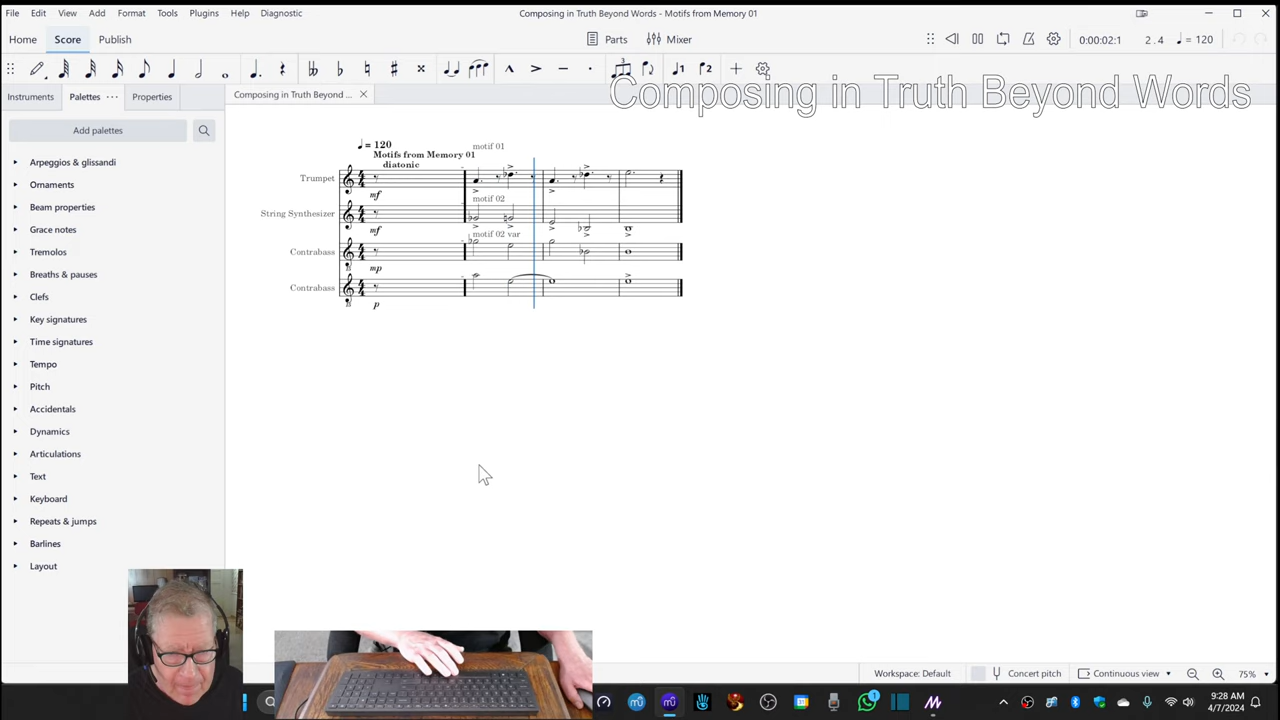 File Edit View Add Format Tools Plugins Help Diagnostic
Composing in Truth Beyond Words - Motifs from Memory 01
Home Score Publish
Parts Mixer
0:00:02:1 2 . 4 = 120
1 2
Instruments Palettes Properties
Composing in Truth Beyond ...
Composing in Truth Beyond Words
Add palettes
Arpeggios & glissandi
Ornaments
Beam properties
Grace notes
Tremolos
Breaths & pauses
Clefs
Key signatures
Time signatures
Tempo
Pitch
Accidentals
Dynamics
Articulations
Text
Keyboard
Repeats & jumps
Barlines
Layout
= 120
motif 01
Motifs from Memory 01
diatonic
Trumpet
mf
motif 02
String Synthesizer
mf
motif 02 var
Contrabass
mp
Contrabass
p
Workspace: Default Concert pitch Continuous view 75%
1
9:28 AM
4/7/2024